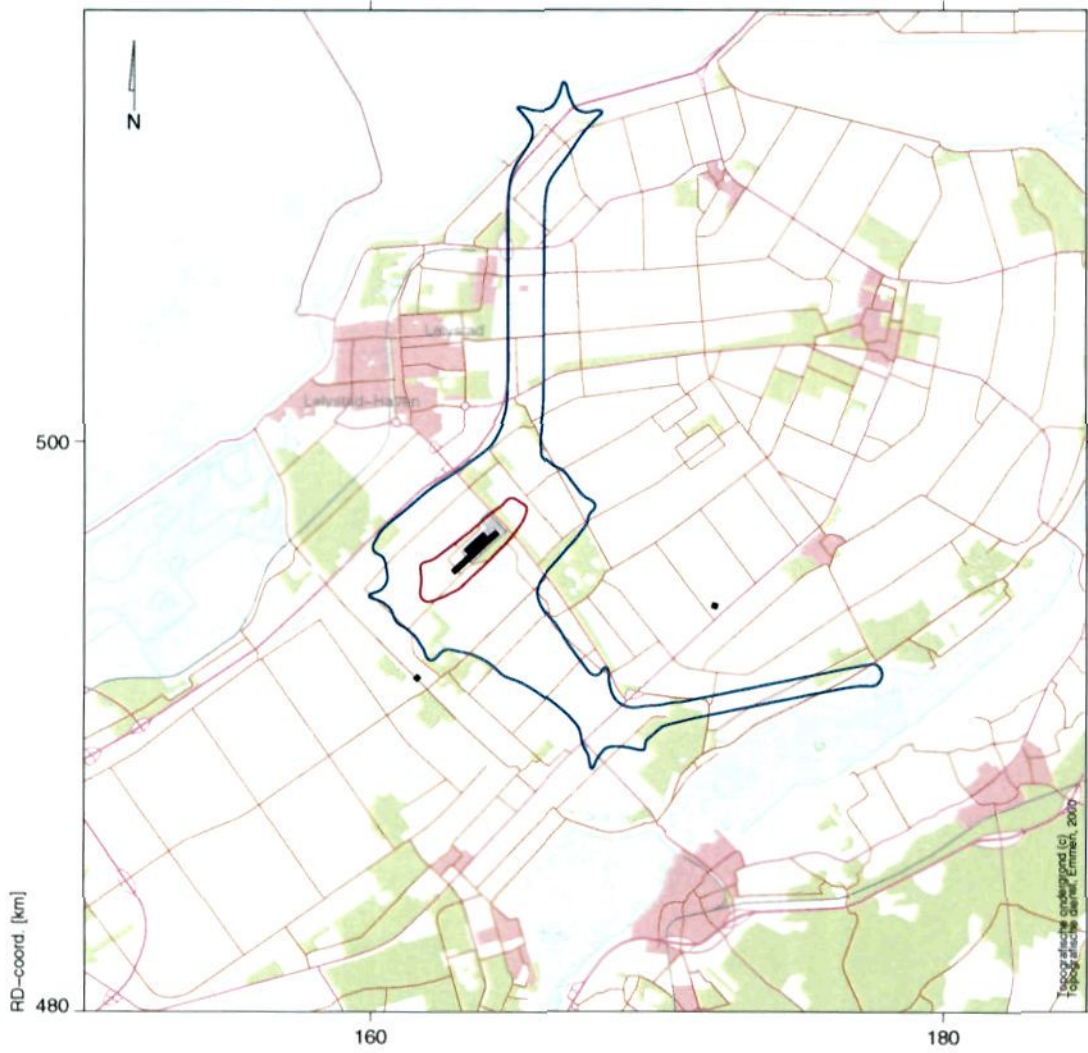 N
Lelystad
Lelystad-Haven
500
480
RD-coord. [km]
160
180
Topografische ondergrond (c)
Topografische dienst, Emmen, 2000